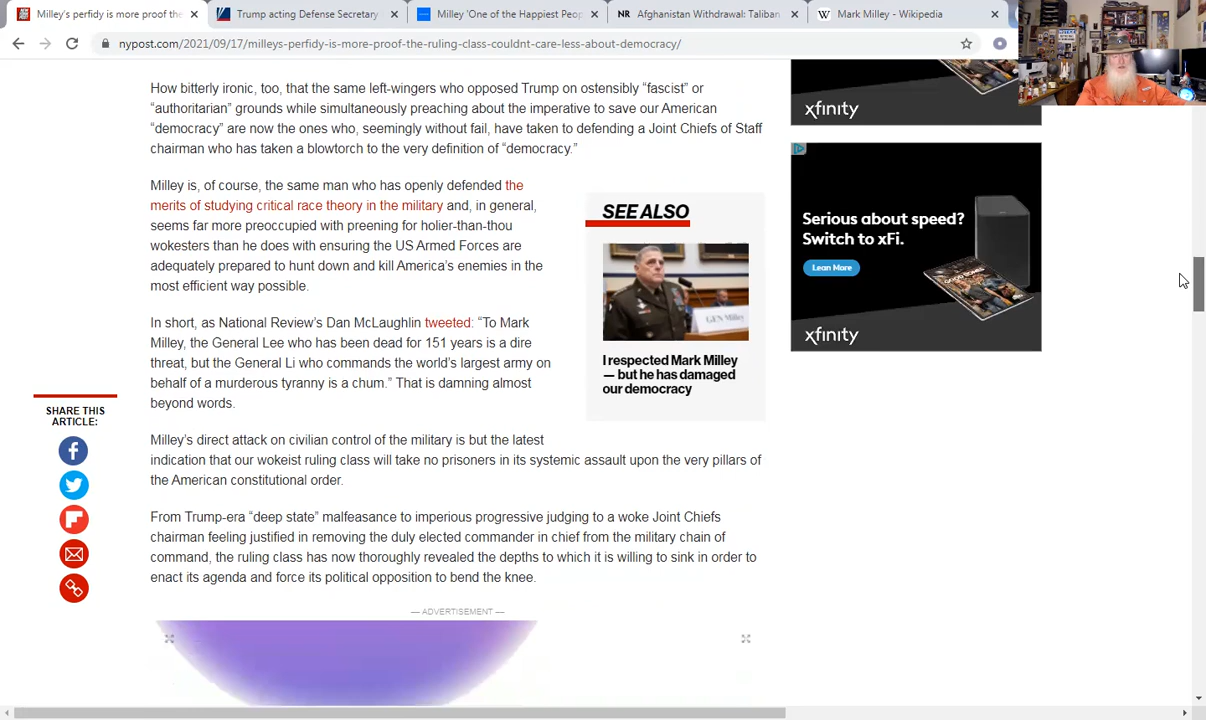 Milley's perfidy is more proof the
Trump acting Defense Secretary
Milley 'One of the Happiest Peop
NR Afghanistan Withdrawal: Taliban
W Mark Milley - Wikipedia
nypost.com/2021/09/17/milleys-perfidy-is-more-proof-the-ruling-class-couldnt-care-less-about-democracy/
How bitterly ironic, too, that the same left-wingers who opposed Trump on ostensibly “fascist” or
“authoritarian” grounds while simultaneously preaching about the imperative to save our American
“democracy” are now the ones who, seemingly without fail, have taken to defending a Joint Chiefs of Staff
chairman who has taken a blowtorch to the very definition of “democracy.”
Milley is, of course, the same man who has openly defended the
merits of studying critical race theory in the military and, in general,
seems far more preoccupied with preening for holier-than-thou
wokesters than he does with ensuring the US Armed Forces are
adequately prepared to hunt down and kill America’s enemies in the
most efficient way possible.
In short, as National Review’s Dan McLaughlin tweeted: “To Mark
Milley, the General Lee who has been dead for 151 years is a dire
threat, but the General Li who commands the world’s largest army on
behalf of a murderous tyranny is a chum.” That is damning almost
beyond words.
SEE ALSO
GEN Milley
I respected Mark Milley
— but he has damaged
our democracy
Milley’s direct attack on civilian control of the military is but the latest
indication that our wokeist ruling class will take no prisoners in its systemic assault upon the very pillars of
the American constitutional order.
From Trump-era “deep state” malfeasance to imperious progressive judging to a woke Joint Chiefs
chairman feeling justified in removing the duly elected commander in chief from the military chain of
command, the ruling class has now thoroughly revealed the depths to which it is willing to sink in order to
enact its agenda and force its political opposition to bend the knee.
— ADVERTISEMENT —
SHARE THIS
ARTICLE:
xfinity
Serious about speed?
Switch to xFi.
Learn More
xfinity